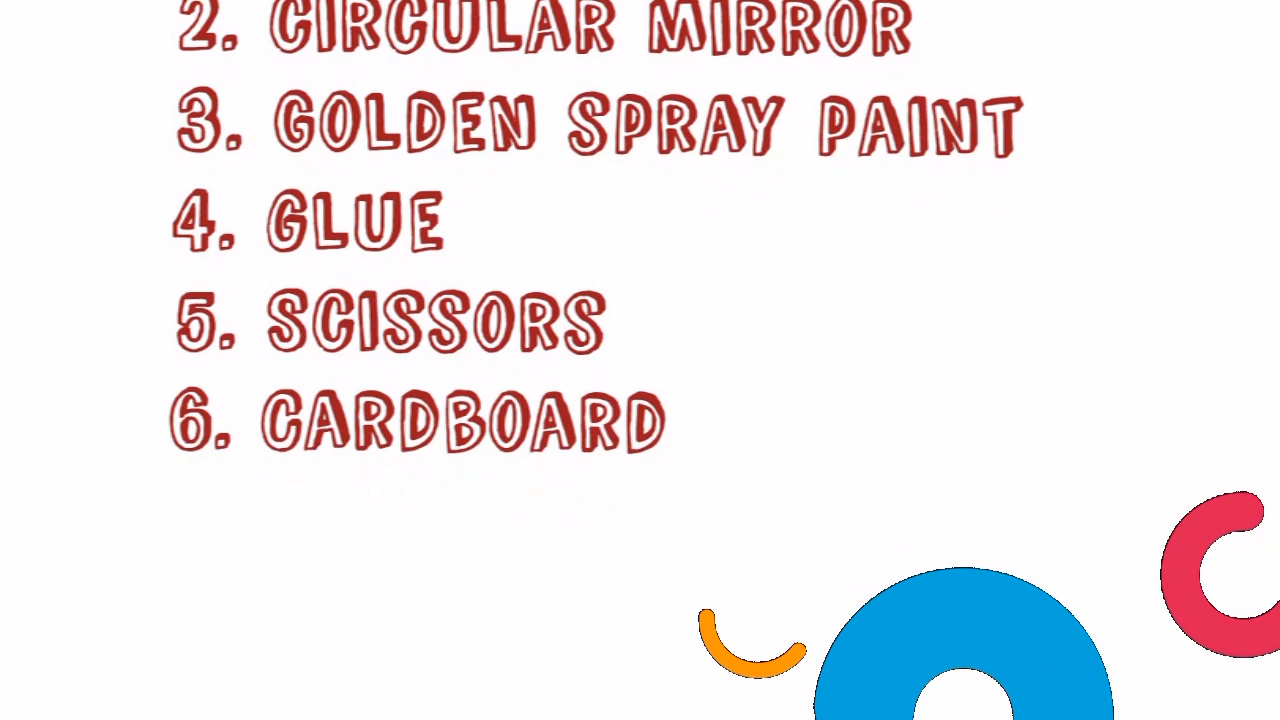 2. CIRCULAR MIRROR
3. GOLDEN SPRAY PAINT
4. GLUE
5. SCISSORS
6. CARDBOARD